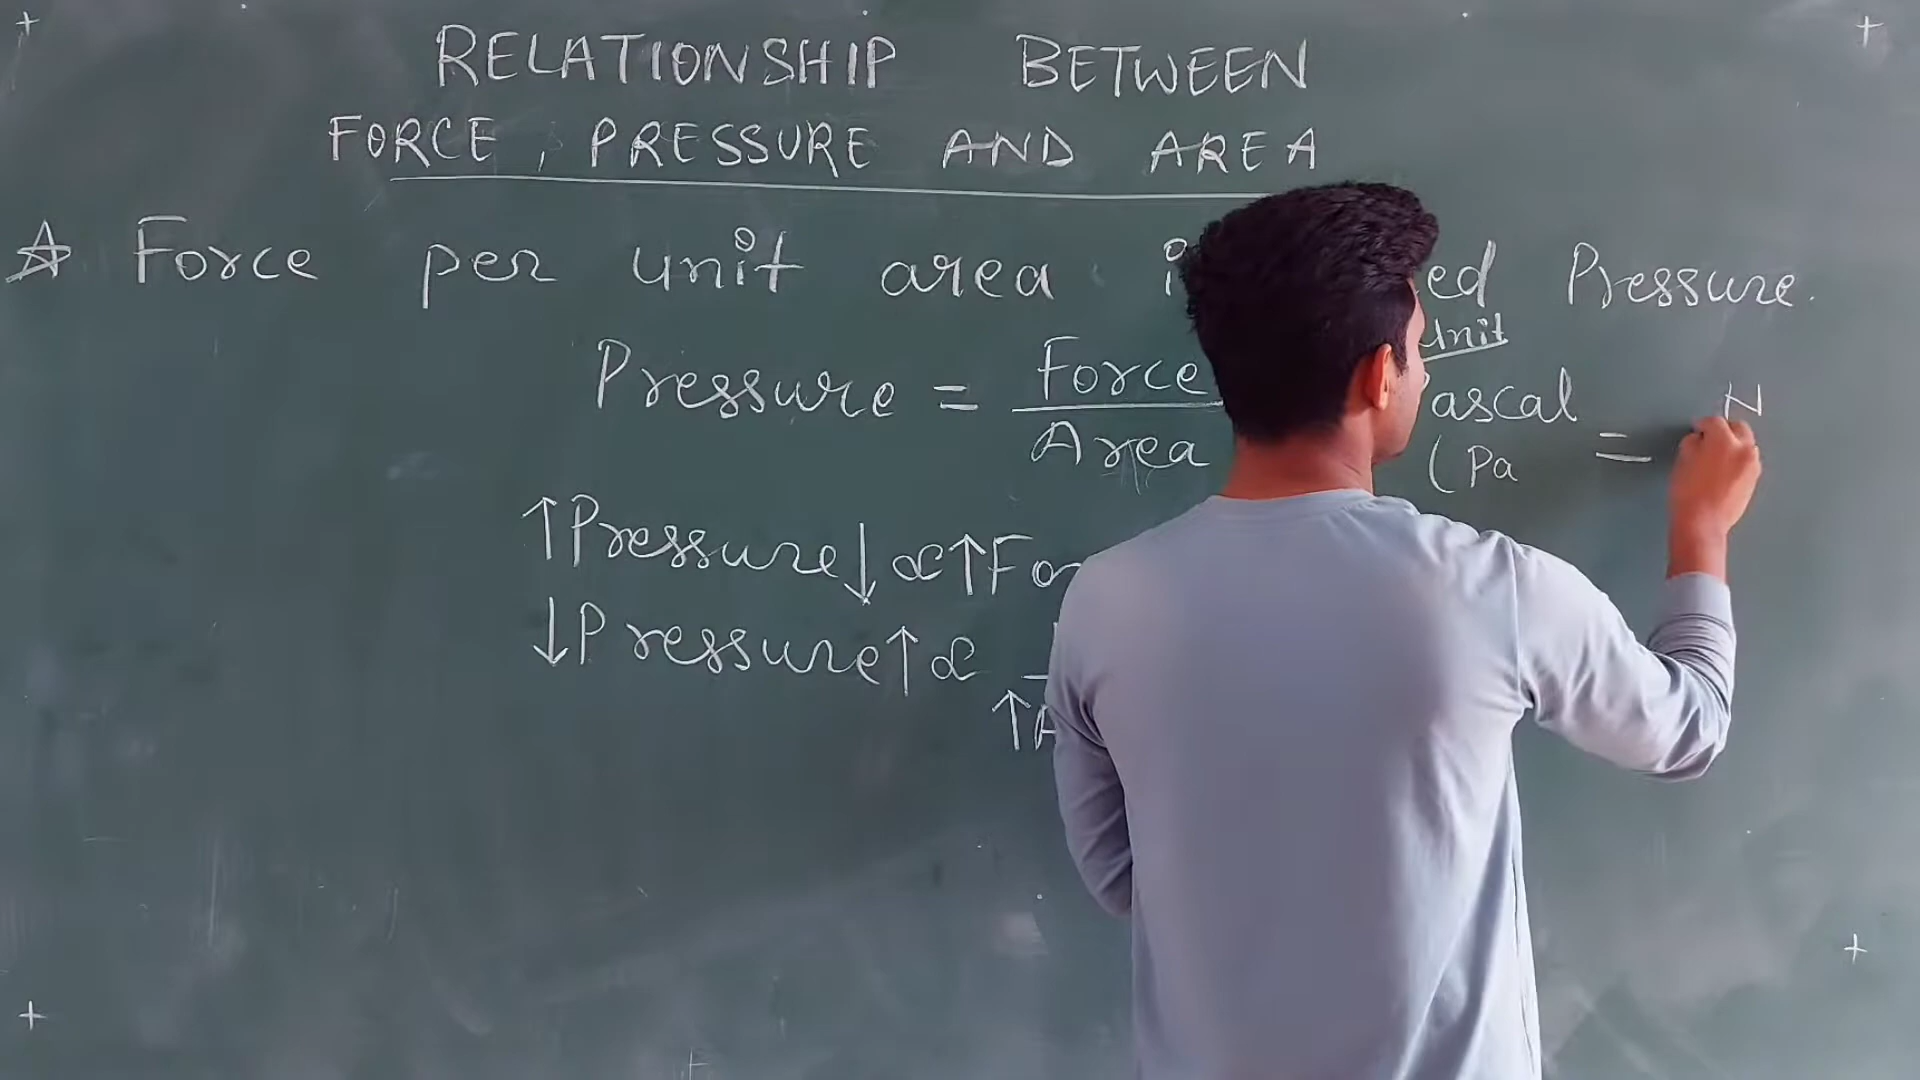 RELATIONSHIP BETWEEN
FORCE, PRESSURE AND AREA
Force per unit area ed Pressure.
Unit
Pressure = Force / Area ascal
(Pa = N
↑Pressure↓ ∝ ↑Fo
↓Pressure↑ ∝
↑A